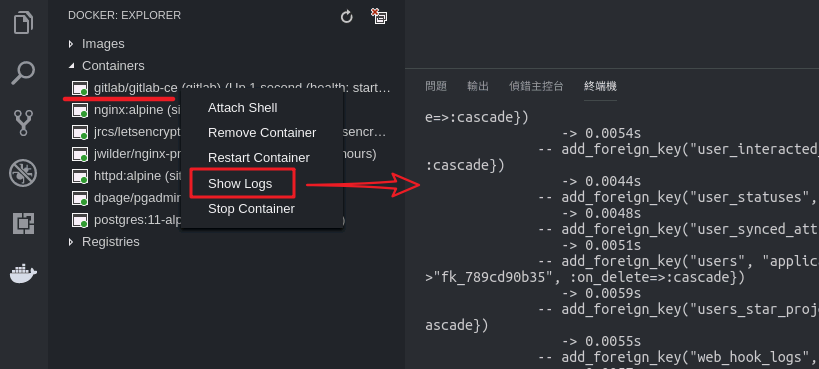 DOCKER: EXPLORER
Images
Containers
gitlab/gitlab-ce (gitlab) (Up 1 second (health: start…
nginx:alpine (si
jrcs/letsencrypt
sencr…
jwilder/nginx-pr
hours)
httpd:alpine (sit
dpage/pgadmin
postgres:11-alp
)
Registries
Attach Shell
Remove Container
Restart Container
Show Logs
Stop Container
問題 輸出 偵錯主控台 終端機
e=>:cascade})
-> 0.0054s
-- add_foreign_key("user_interacted_
:cascade})
-> 0.0044s
-- add_foreign_key("user_statuses",
-> 0.0048s
-- add_foreign_key("user_synced_att
-> 0.0051s
-- add_foreign_key("users", "applica
>"fk_789cd90b35", :on_delete=>:cascade})
-> 0.0059s
-- add_foreign_key("users_star_proje
ascade})
-> 0.0055s
-- add_foreign_key("web_hook_logs",